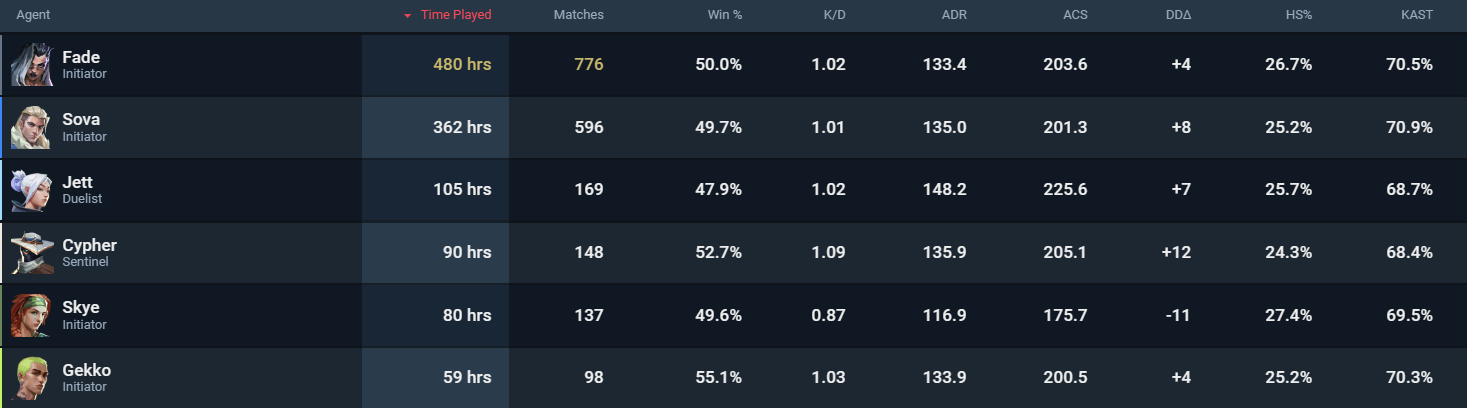 Agent Time Played Matches Win % K/D ADR ACS DDΔ HS% KAST
Fade 480 hrs 776 50.0% 1.02 133.4 203.6 +4 26.7% 70.5%
Initiator
Sova 362 hrs 596 49.7% 1.01 135.0 201.3 +8 25.2% 70.9%
Initiator
Jett 105 hrs 169 47.9% 1.02 148.2 225.6 +7 25.7% 68.7%
Duelist
Cypher 90 hrs 148 52.7% 1.09 135.9 205.1 +12 24.3% 68.4%
Sentinel
Skye 80 hrs 137 49.6% 0.87 116.9 175.7 -11 27.4% 69.5%
Initiator
Gekko 59 hrs 98 55.1% 1.03 133.9 200.5 +4 25.2% 70.3%
Initiator